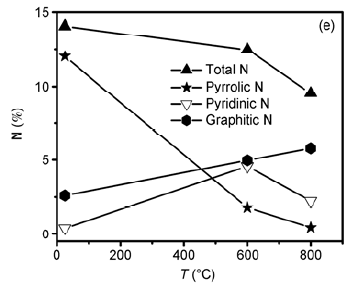 (e)
15
10
5
0
N (%)
Total N
Pyrrolic N
Pyridinic N
Graphitic N
0 200 400 600 800
T (°C)